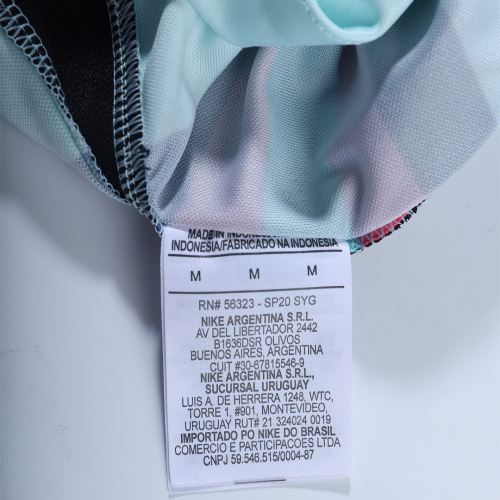 MADE IN INDONESIA
INDONESIA/FABRICADO NA INDONESIA
M M M
RN# 56323 - SP20 SYG
NIKE ARGENTINA S.R.L.
AV DEL LIBERTADOR 2442
B1636DSR OLIVOS
BUENOS AIRES, ARGENTINA
CUIT #30-67815546-9
NIKE ARGENTINA S.R.L.,
SUCURSAL URUGUAY
LUIS A. DE HERRERA 1248, WTC,
TORRE 1, #901, MONTEVIDEO,
URUGUAY RUT# 21 324024 0019
IMPORTADO PO NIKE DO BRASIL
COMERCIO E PARTICIPACOES LTDA
CNPJ 59.546.515/0004-87